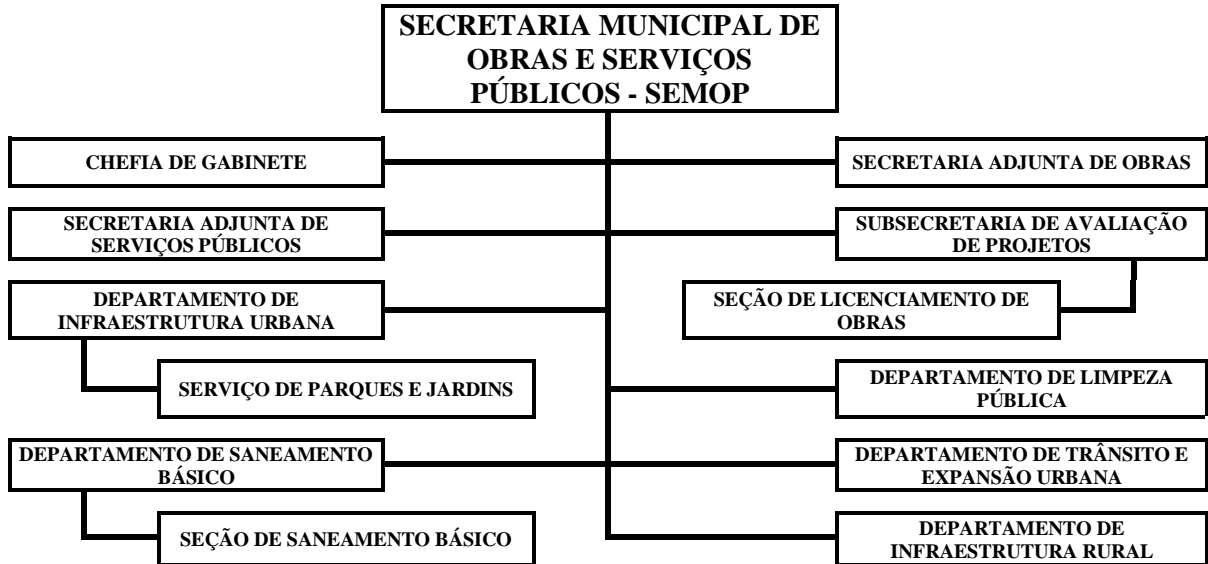 SECRETARIA MUNICIPAL DE
OBRAS E SERVIÇOS
PÚBLICOS - SEMOP
CHEFIA DE GABINETE
SECRETARIA ADJUNTA DE OBRAS
SECRETARIA ADJUNTA DE
SERVIÇOS PÚBLICOS
SUBSECRETARIA DE AVALIAÇÃO
DE PROJETOS
DEPARTAMENTO DE
INFRAESTRUTURA URBANA
SEÇÃO DE LICENCIAMENTO DE
OBRAS
SERVIÇO DE PARQUES E JARDINS
DEPARTAMENTO DE LIMPEZA
PÚBLICA
DEPARTAMENTO DE SANEAMENTO
BÁSICO
DEPARTAMENTO DE TRÂNSITO E
EXPANSÃO URBANA
SEÇÃO DE SANEAMENTO BÁSICO
DEPARTAMENTO DE
INFRAESTRUTURA RURAL